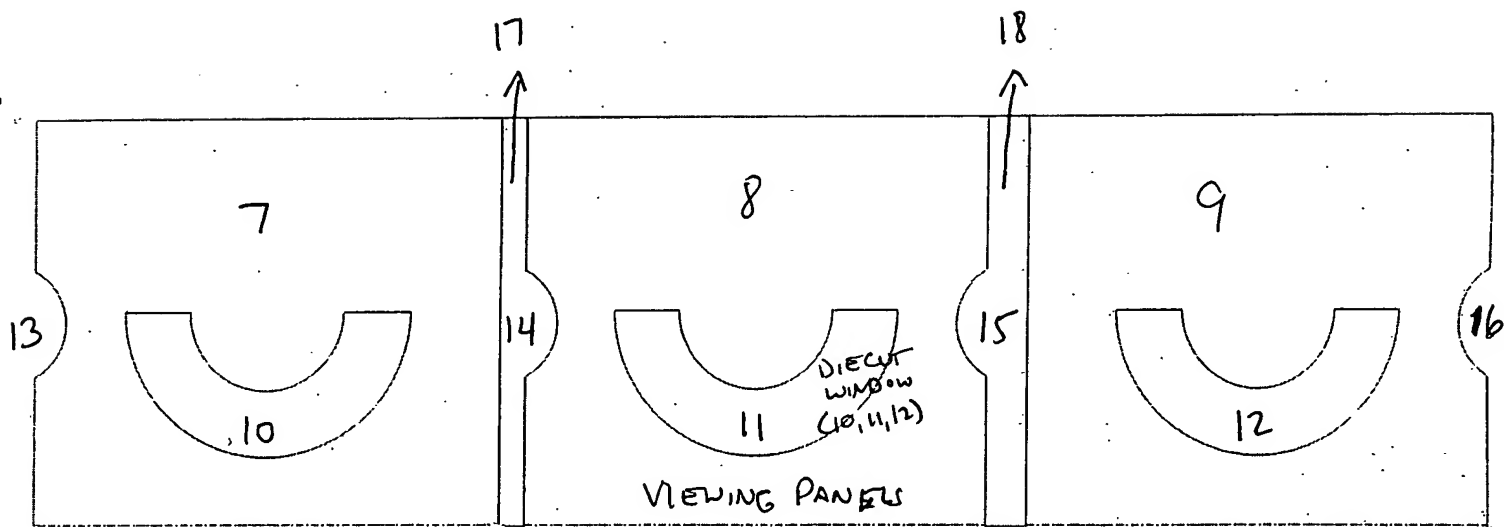 17 18
7 8 9
13 14 15 16
DIECUT
WINDOW
(10, 11, 12)
10 11 12
VIEWING PANELS